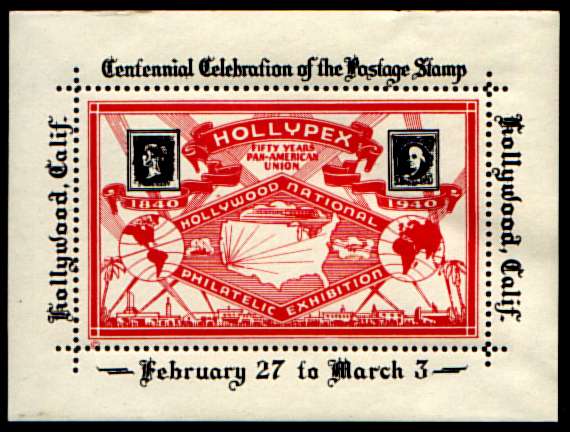 Centennial Celebration of the Postage Stamp
Hollywood, Calif.
HOLLYPEX
FIFTY YEARS
PAN-AMERICAN
UNION
1840
1940
HOLLYWOOD NATIONAL
PHILATELIC EXHIBITION
Hollywood, Calif.
February 27 to March 3